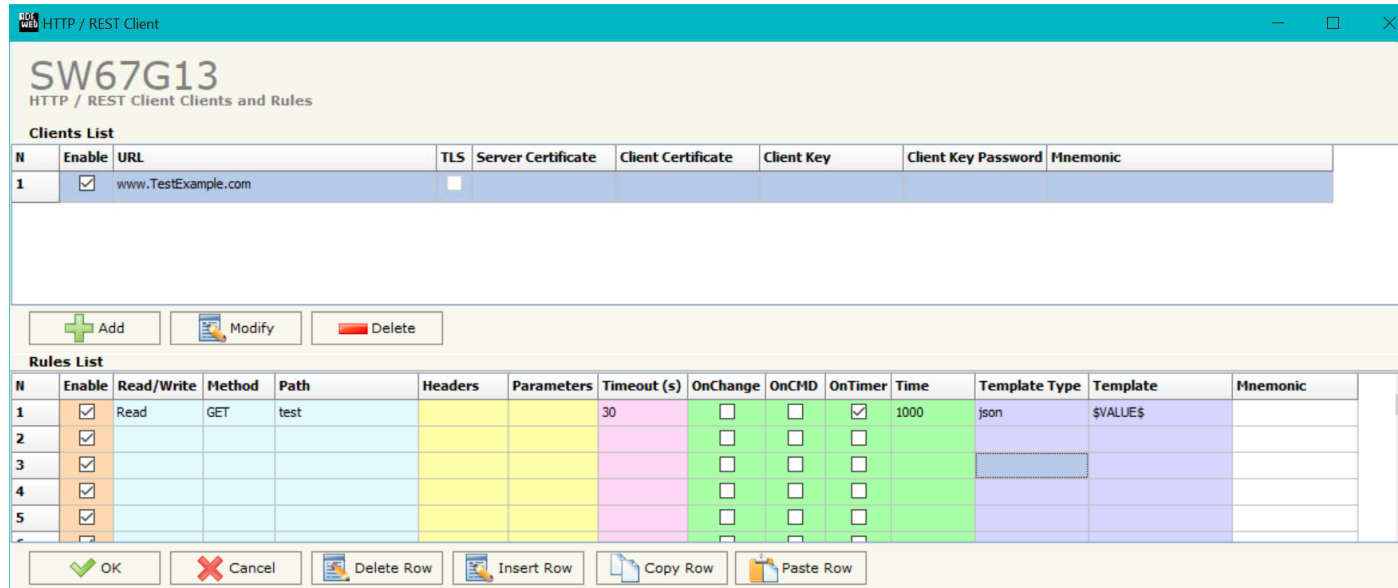 ADF WEB HTTP / REST Client
SW67G13
HTTP / REST Client Clients and Rules
Clients List
N Enable URL TLS Server Certificate Client Certificate Client Key Client Key Password Mnemonic
1 www.TestExample.com
Add Modify Delete
Rules List
N Enable Read/Write Method Path Headers Parameters Timeout (s) OnChange OnCMD OnTimer Time Template Type Template Mnemonic
1 Read GET test 30 1000 json $VALUE$
2
3
4
5
OK Cancel Delete Row Insert Row Copy Row Paste Row